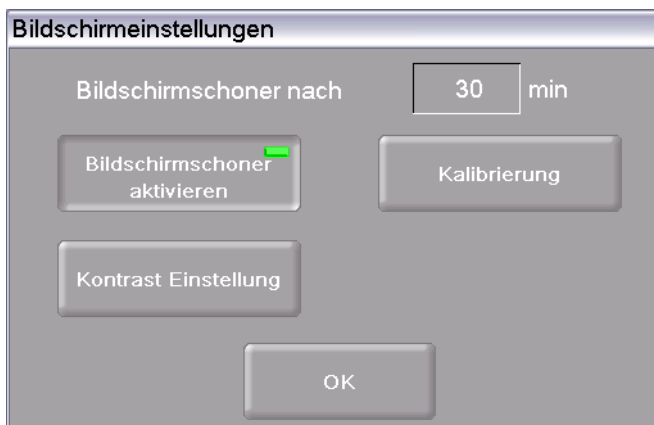 Bildschirmeinstellungen
Bildschirmschoner nach 30 min
Bildschirmschoner
aktivieren
Kalibrierung
Kontrast Einstellung
OK